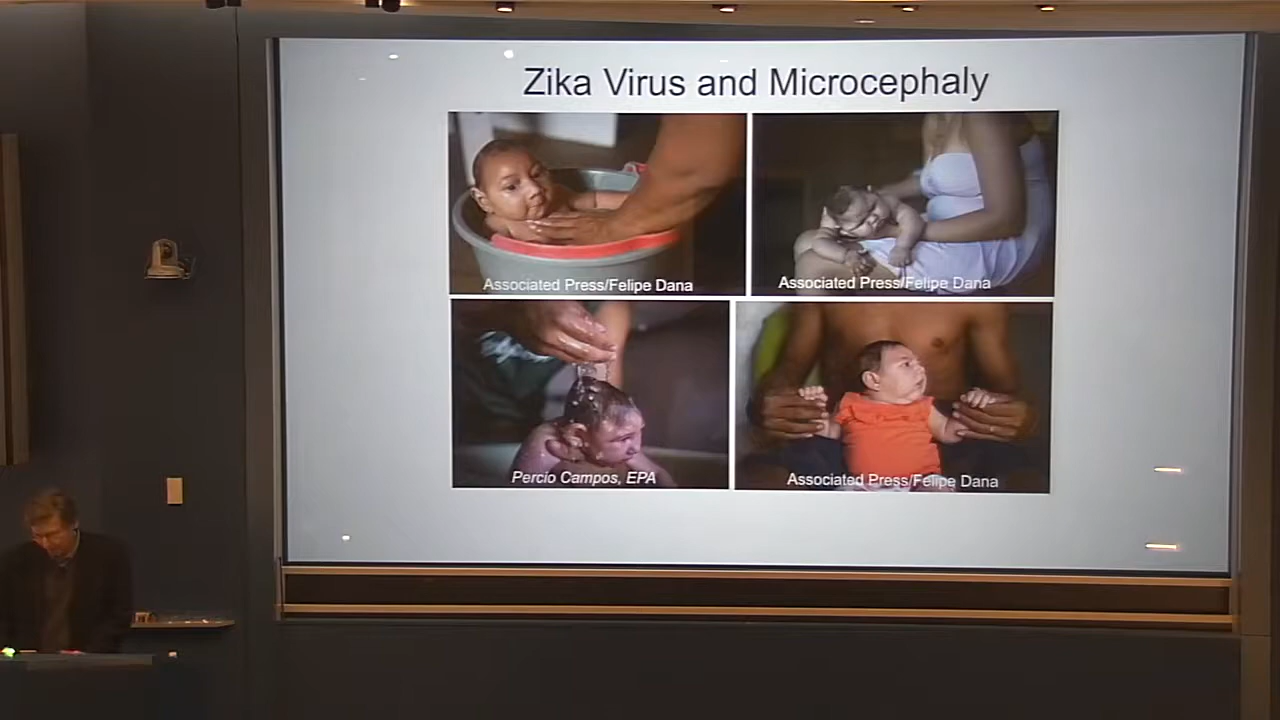 Zika Virus and Microcephaly
Associated Press/Felipe Dana
Associated Press/Felipe Dana
Percio Campos, EPA
Associated Press/Felipe Dana